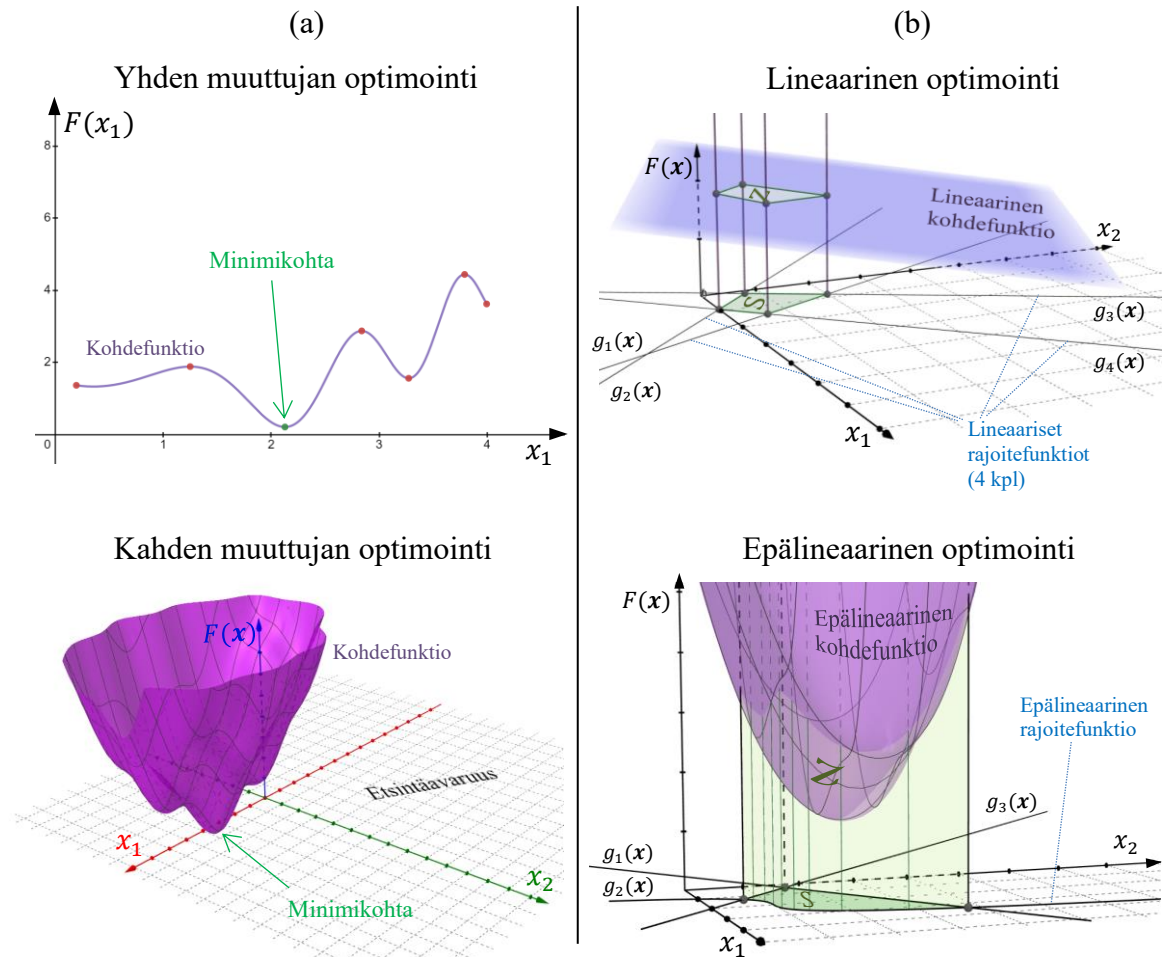 (a)
Yhden muuttujan optimointi
F(x₁)
8
6
4
2
0
0
1
2
3
4
x₁
Minimikohta
Kohdefunktio
Kahden muuttujan optimointi
F(𝒙)
Kohdefunktio
Etsintäavaruus
x₁
x₂
Minimikohta
(b)
Lineaarinen optimointi
F(𝒙)
Z
Lineaarinen
kohdefunktio
x₂
S
g₁(𝒙)
g₂(𝒙)
g₃(𝒙)
g₄(𝒙)
x₁
Lineaariset
rajoitefunktiot
(4 kpl)
Epälineaarinen optimointi
F(𝒙)
Epälineaarinen
kohdefunktio
Z
Epälineaarinen
rajoitefunktio
g₃(𝒙)
g₁(𝒙)
g₂(𝒙)
x₂
S
x₁